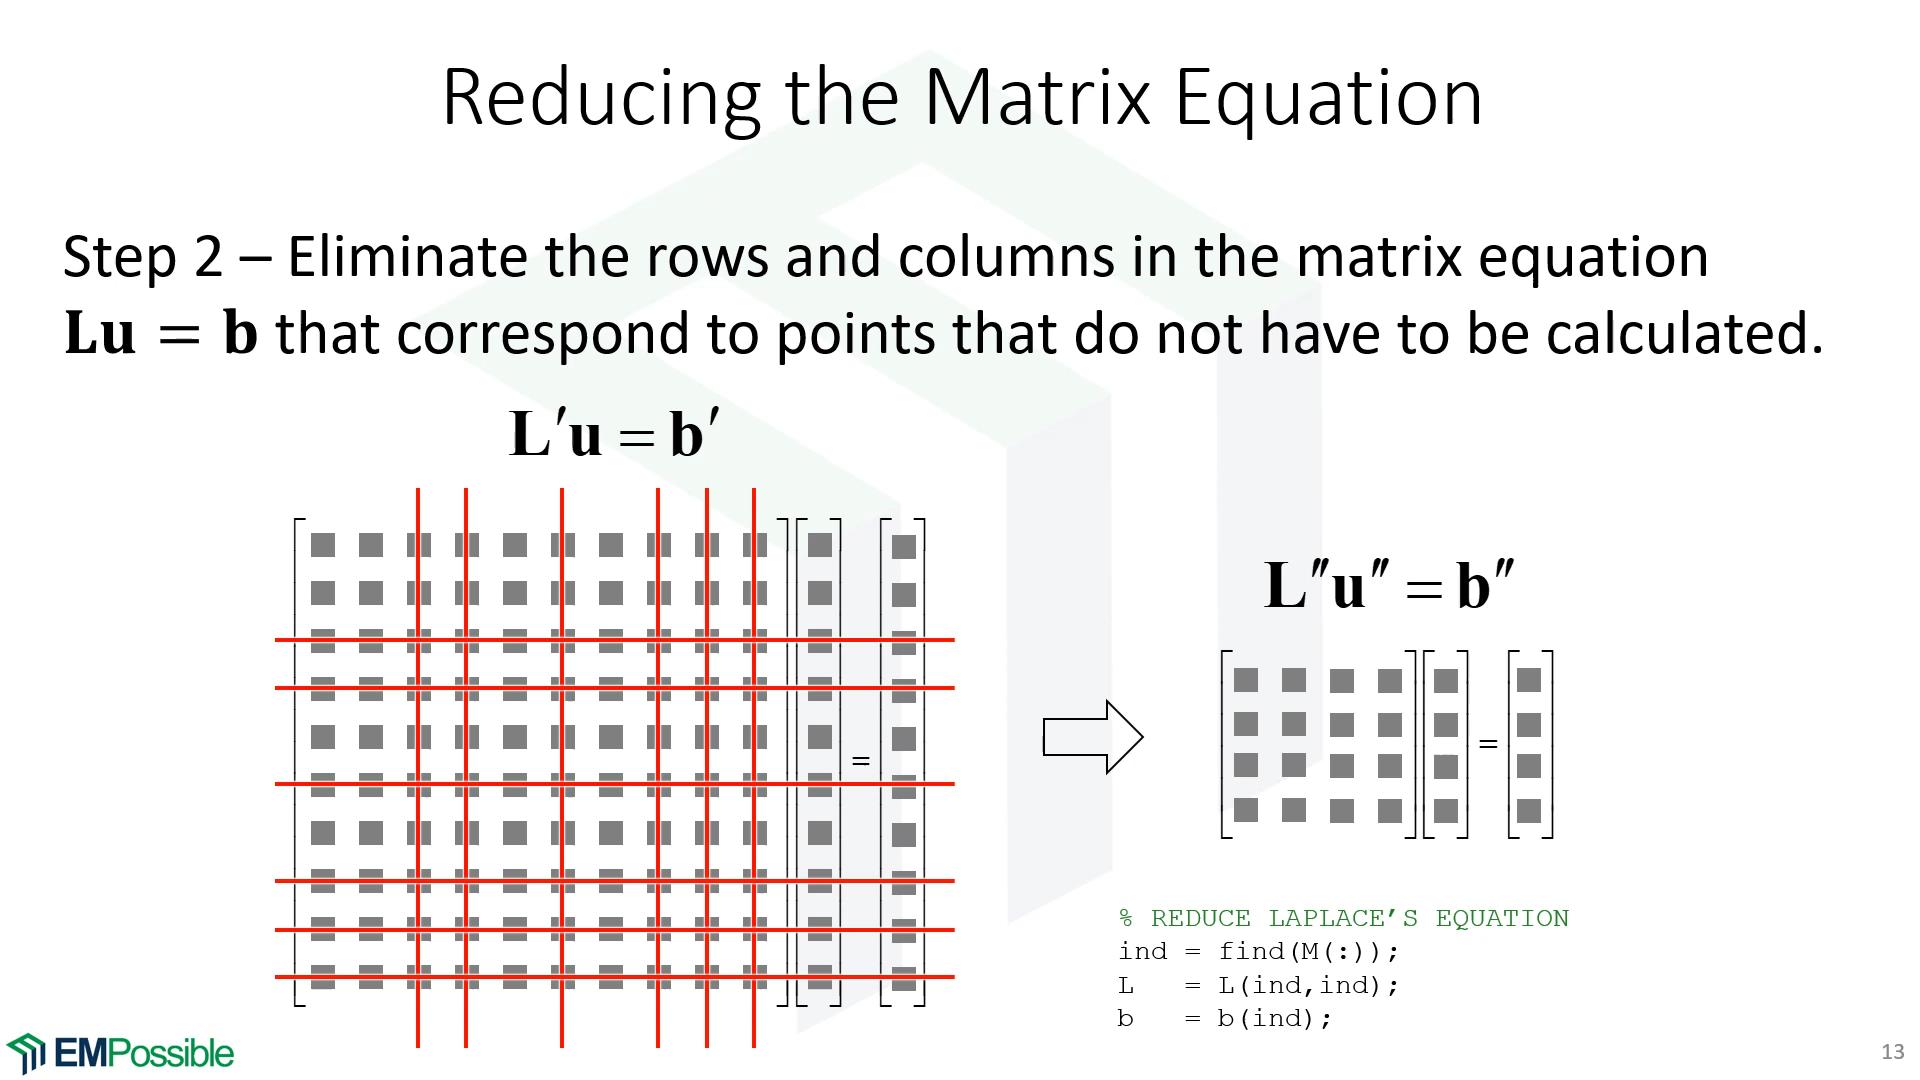 Reducing the Matrix Equation
Step 2 – Eliminate the rows and columns in the matrix equation
Lu = b that correspond to points that do not have to be calculated.
L′u = b′
=
L″u″ = b″
=
% REDUCE LAPLACE’S EQUATION
ind = find(M(:));
L   = L(ind,ind);
b   = b(ind);
EMPossible
13